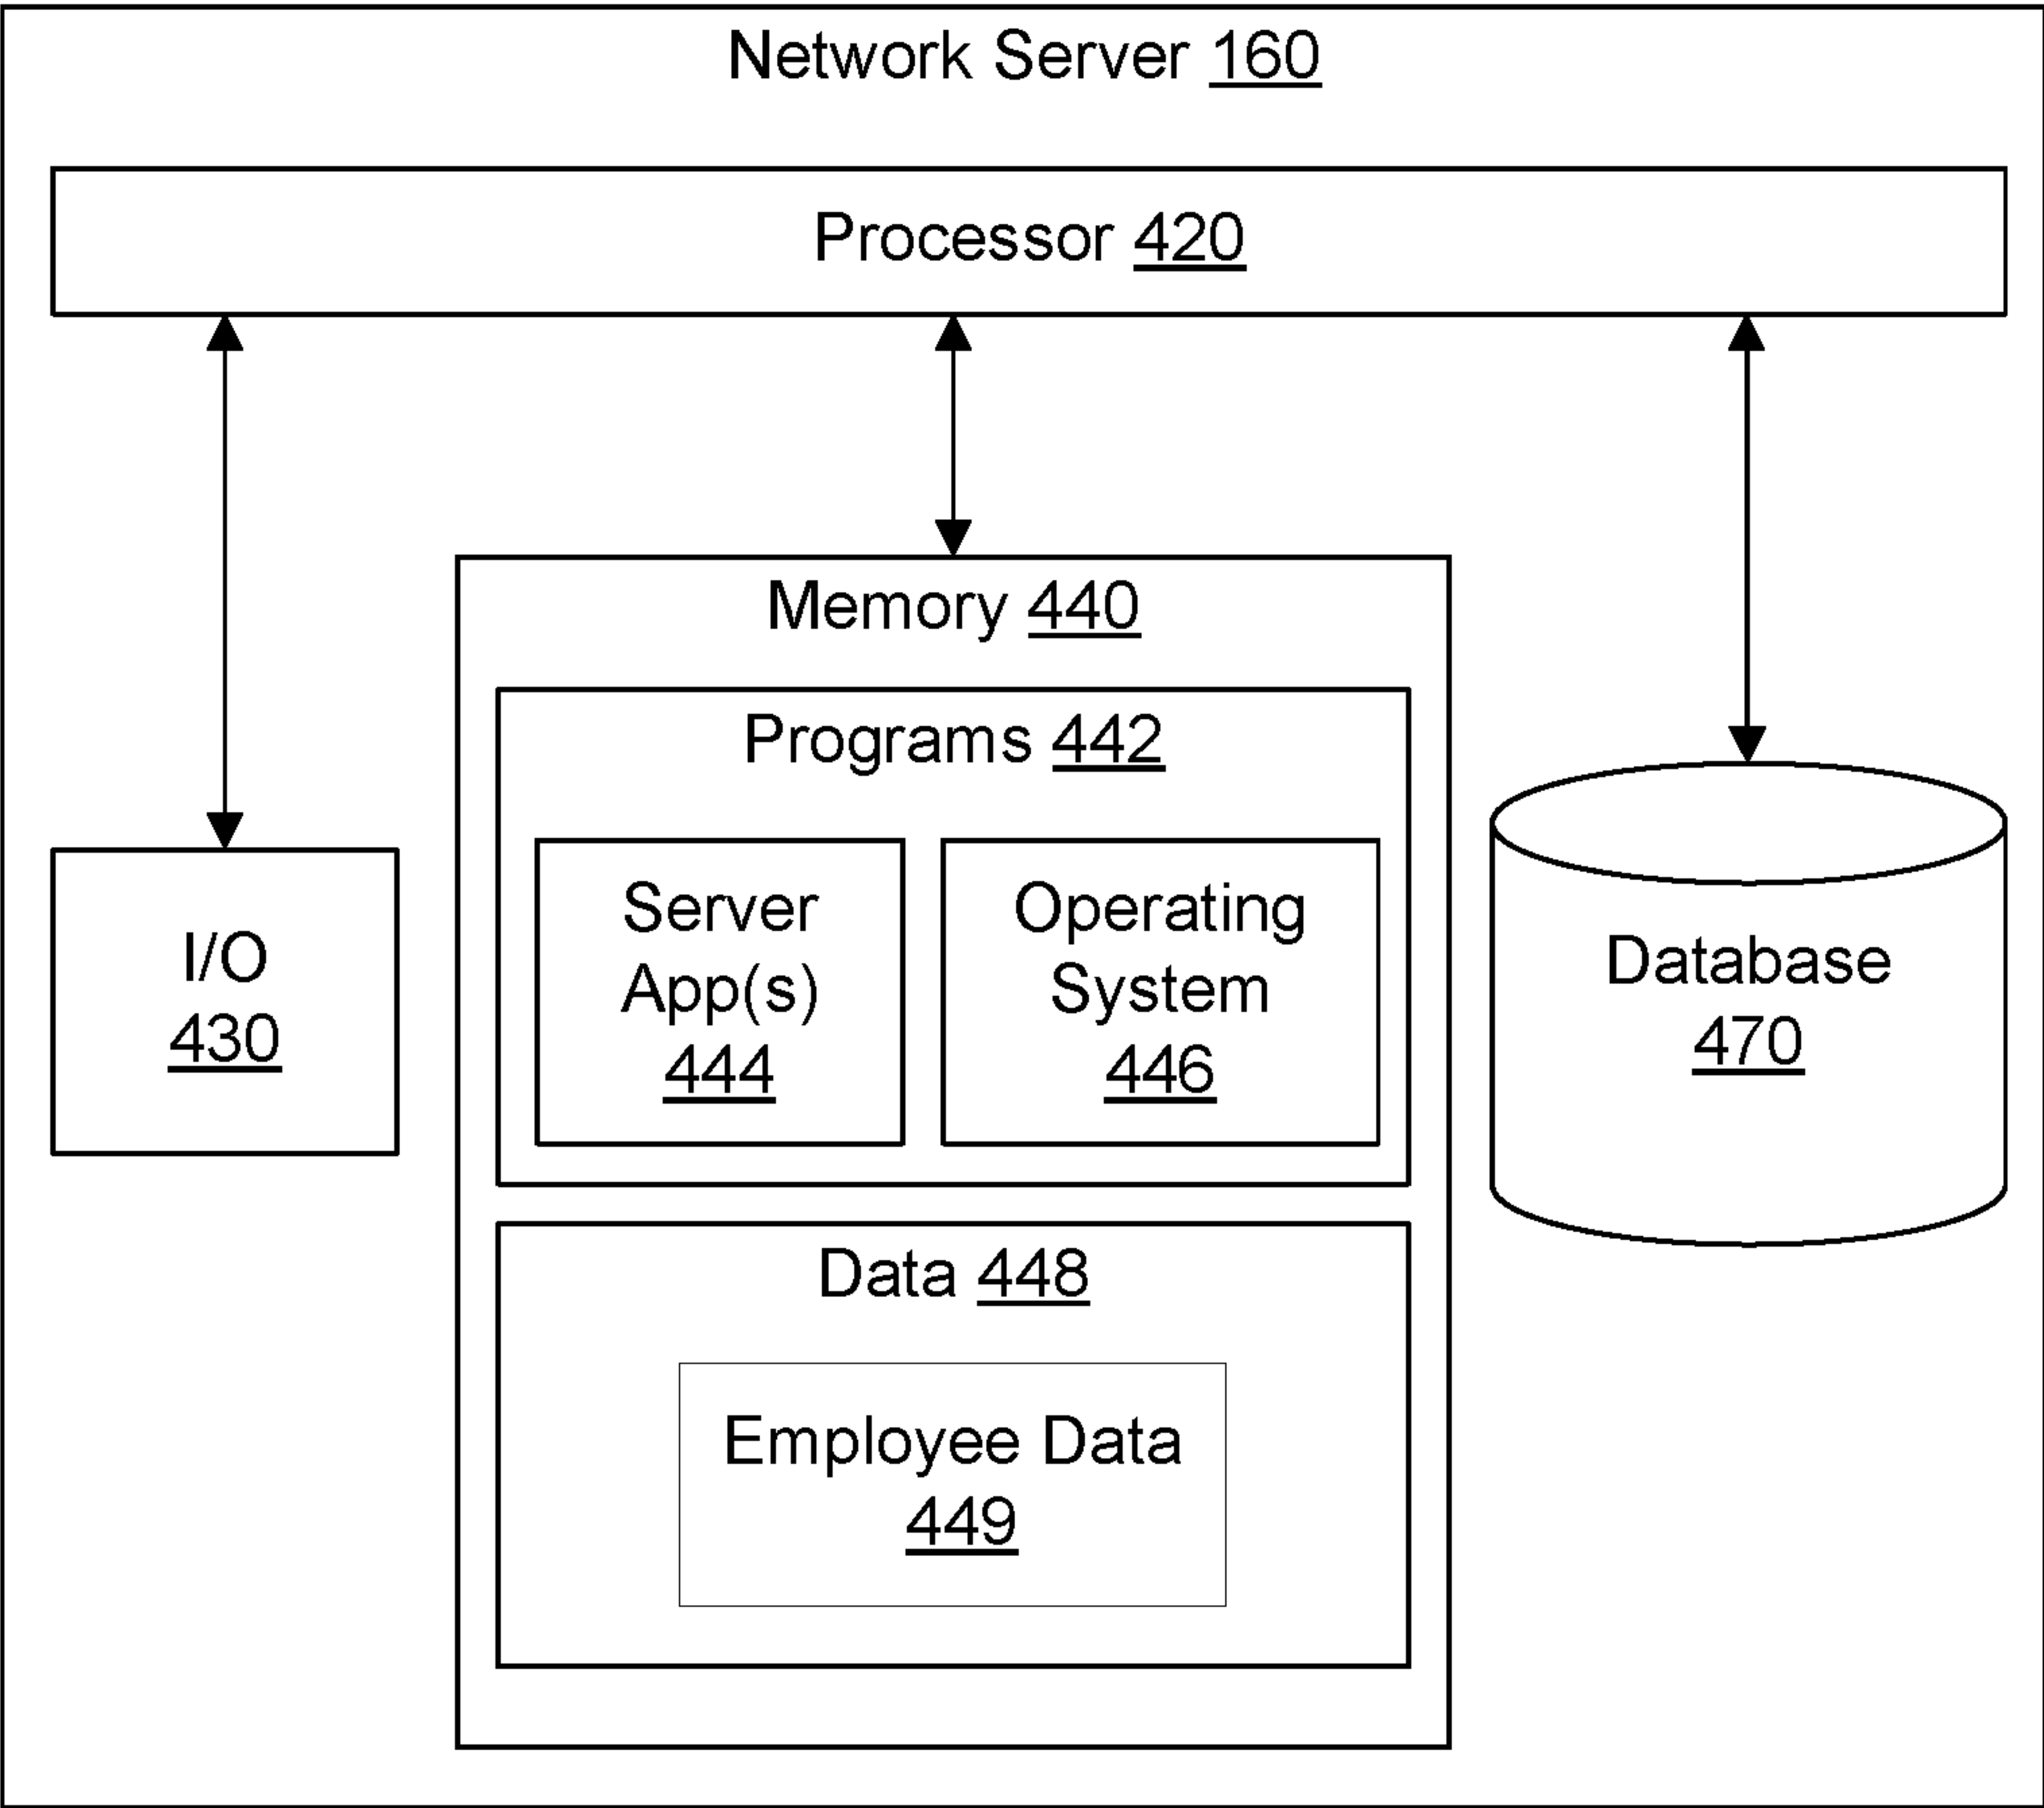 Network Server 160
Processor 420
Memory 440
Programs 442
Server
App(s)
444
Operating
System
446
I/O
430
Database
470
Data 448
Employee Data
449